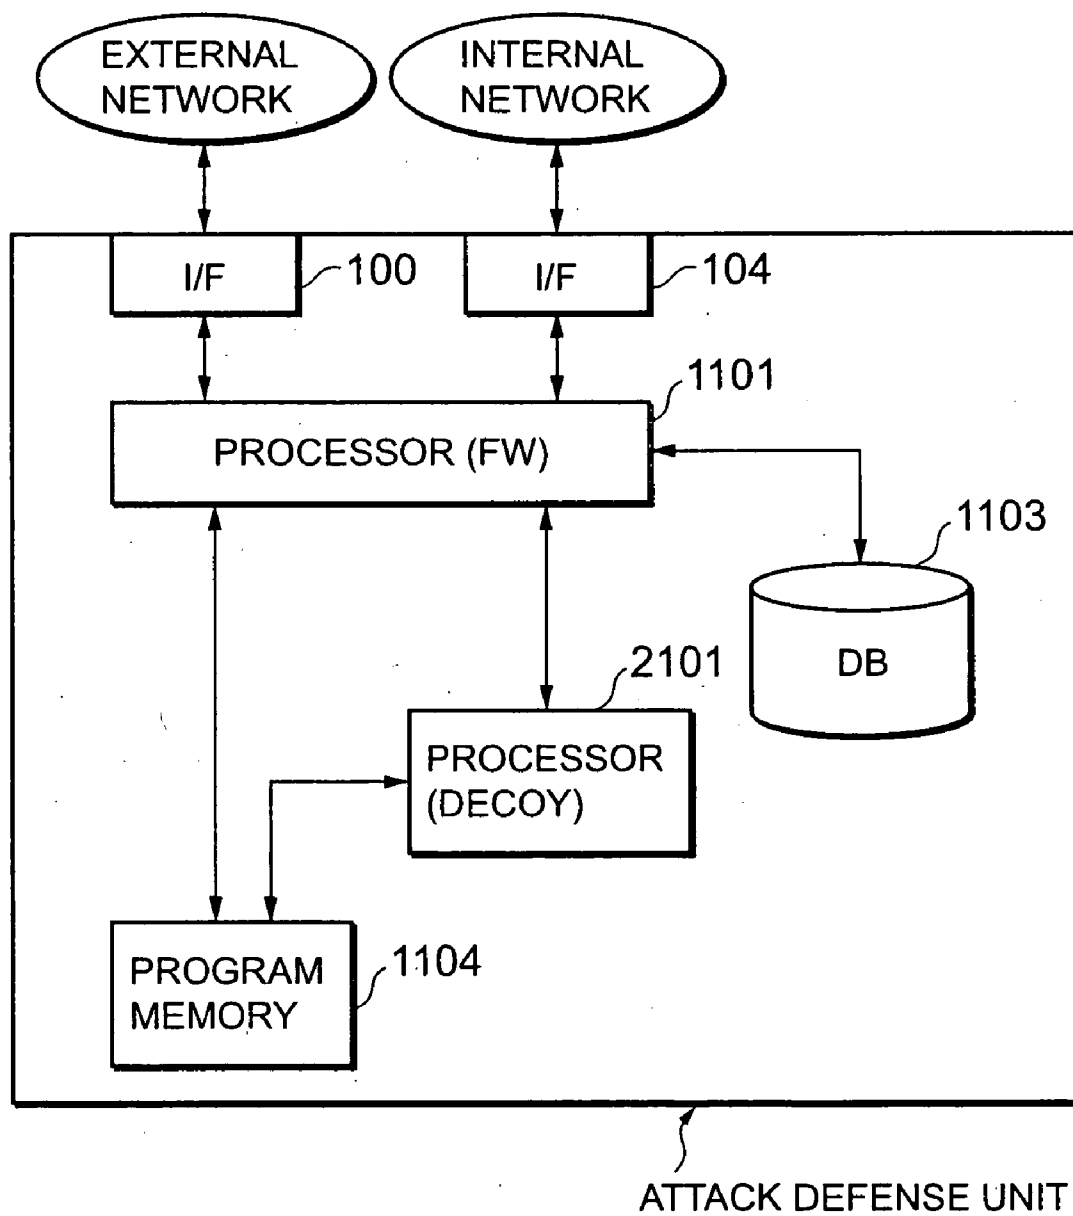 EXTERNAL
NETWORK
INTERNAL
NETWORK
I/F
100
I/F
104
1101
PROCESSOR (FW)
1103
DB
2101
PROCESSOR
(DECOY)
PROGRAM
MEMORY
1104
ATTACK DEFENSE UNIT